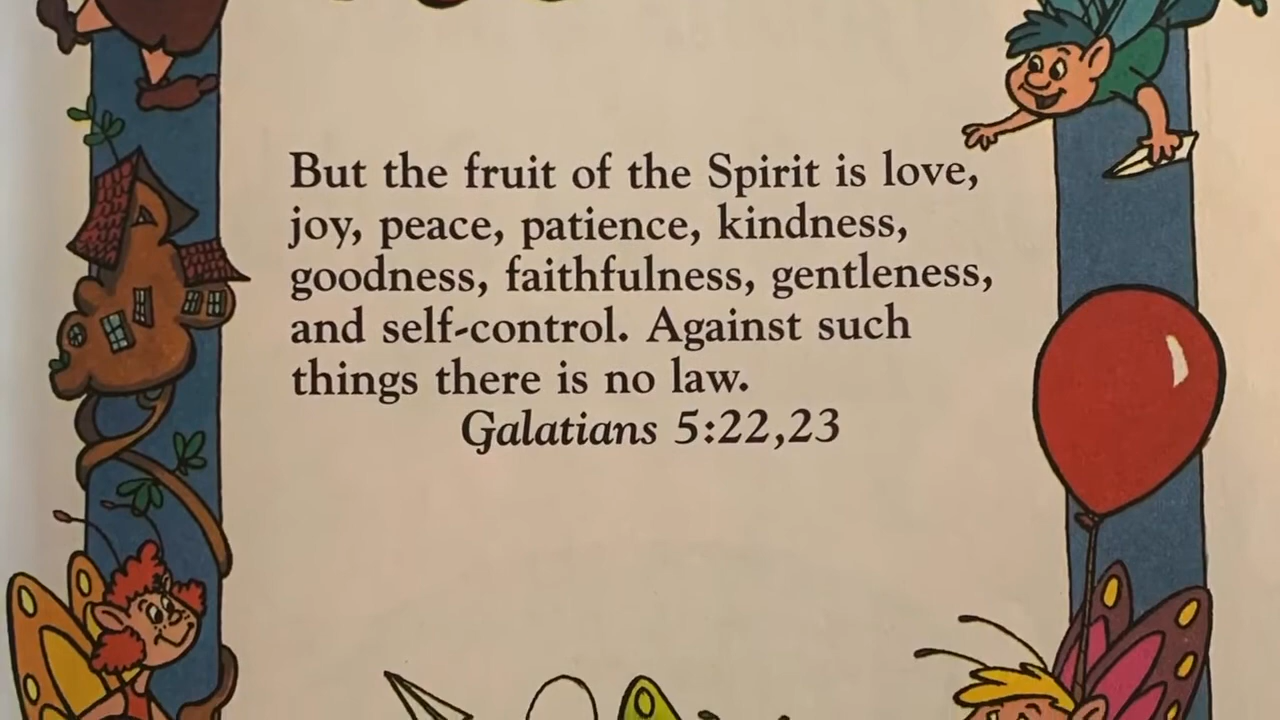 But the fruit of the Spirit is love,
joy, peace, patience, kindness,
goodness, faithfulness, gentleness,
and self-control. Against such
things there is no law.
Galatians 5:22,23